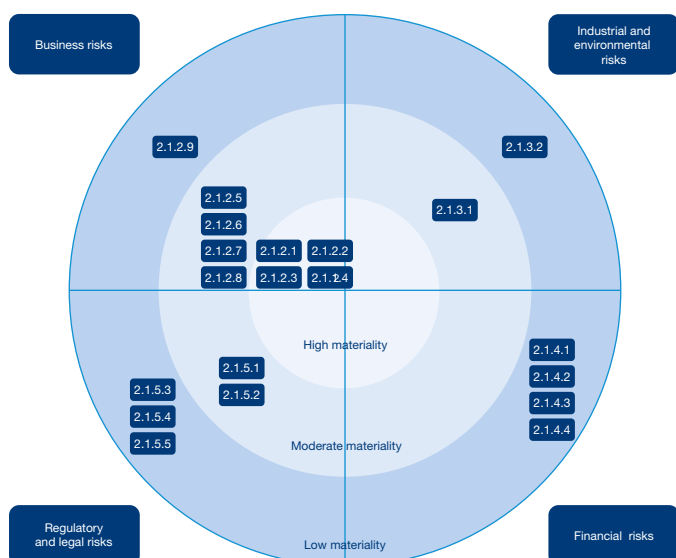 Business risks
Industrial and
environmental
risks
2.1.2.9
2.1.3.2
2.1.2.5
2.1.3.1
2.1.2.6
2.1.2.7
2.1.2.1
2.1.2.2
2.1.2.8
2.1.2.3
High materiality
2.1.4.1
2.1.5.1
2.1.4.2
2.1.5.3
2.1.5.2
2.1.4.3
2.1.5.4
2.1.4.4
2.1.5.5
Moderate materiality
Regulatory
and legal risks
Financial risks
Low materiality